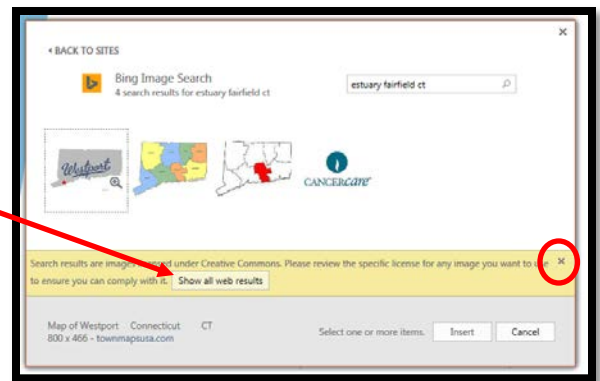 BACK TO SITES
Bing Image Search
4 search results for estuary fairfield ct
estuary fairfield ct
Westport
CANCERcare
Search results are images licensed under Creative Commons. Please review the specific license for any image you want to use
to ensure you can comply with it. Show all web results
Map of Westport Connecticut CT
800 x 466 - townmapsusa.com
Select one or more items. Insert Cancel